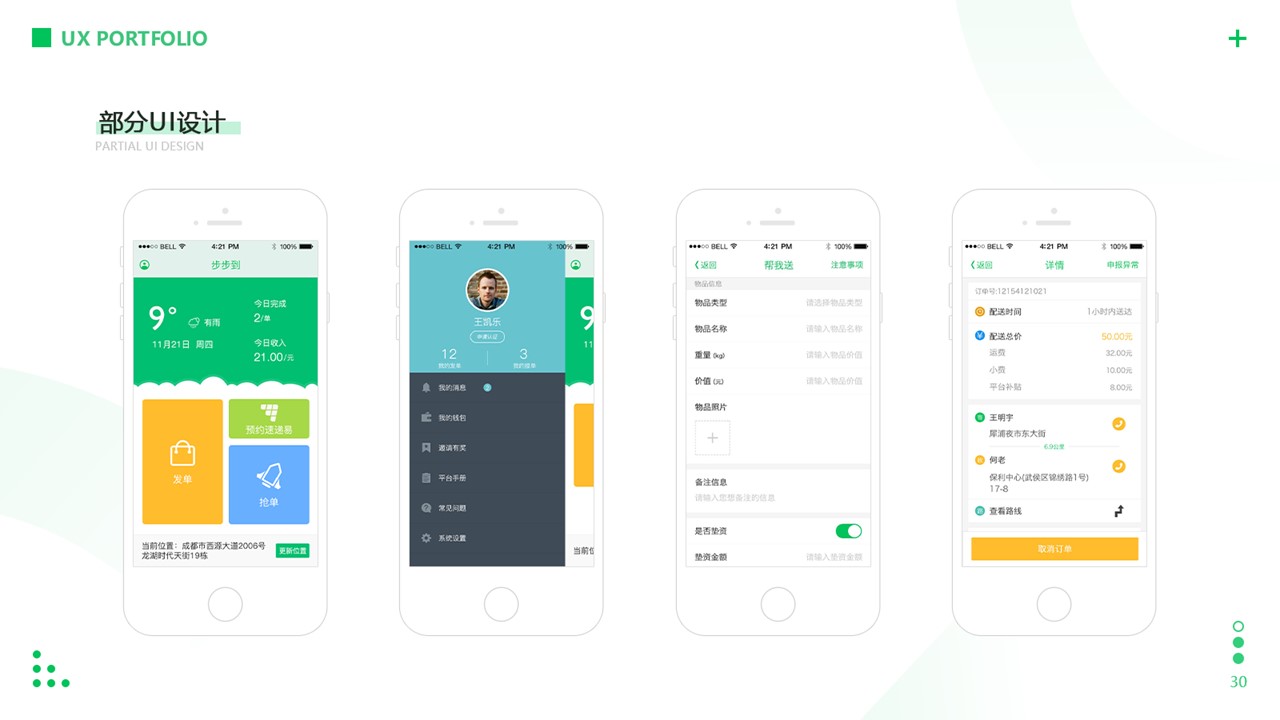 UX PORTFOLIO
部分UI设计
PARTIAL UI DESIGN
BELL 4:21 PM 100%
步步到
9°
有雨
11月21日 周四
今日完成
2/单
今日收入
21.00/元
发单
预约速递易
抢单
当前位置：成都市西源大道2006号
龙湖时代天街19栋
更新位置
BELL 4:21 PM 100%
王凯乐
申请认证
12
我的发单
3
我的接单
我的消息 2
我的钱包
邀请有奖
平台手册
常见问题
系统设置
9
11
当前位
BELL 4:21 PM 100%
返回
帮我送
注意事项
物品信息
物品类型 请选择物品类型
物品名称 请输入物品名称
重量 (kg) 请输入物品价值
价值 (元) 请输入物品价值
物品照片
备注信息
请输入您想备注的信息
是否垫资
垫资金额 请输入垫资金额
BELL 4:21 PM 100%
返回
详情
申报异常
订单号:12154121021
配送时间 1小时内送达
配送总价 50.00元
运费 32.00元
小费 10.00元
平台补贴 8.00元
王明宇
犀浦夜市东大街
6.9公里
何老
保利中心(武侯区锦绣路1号)
17-8
查看路线
取消订单
30